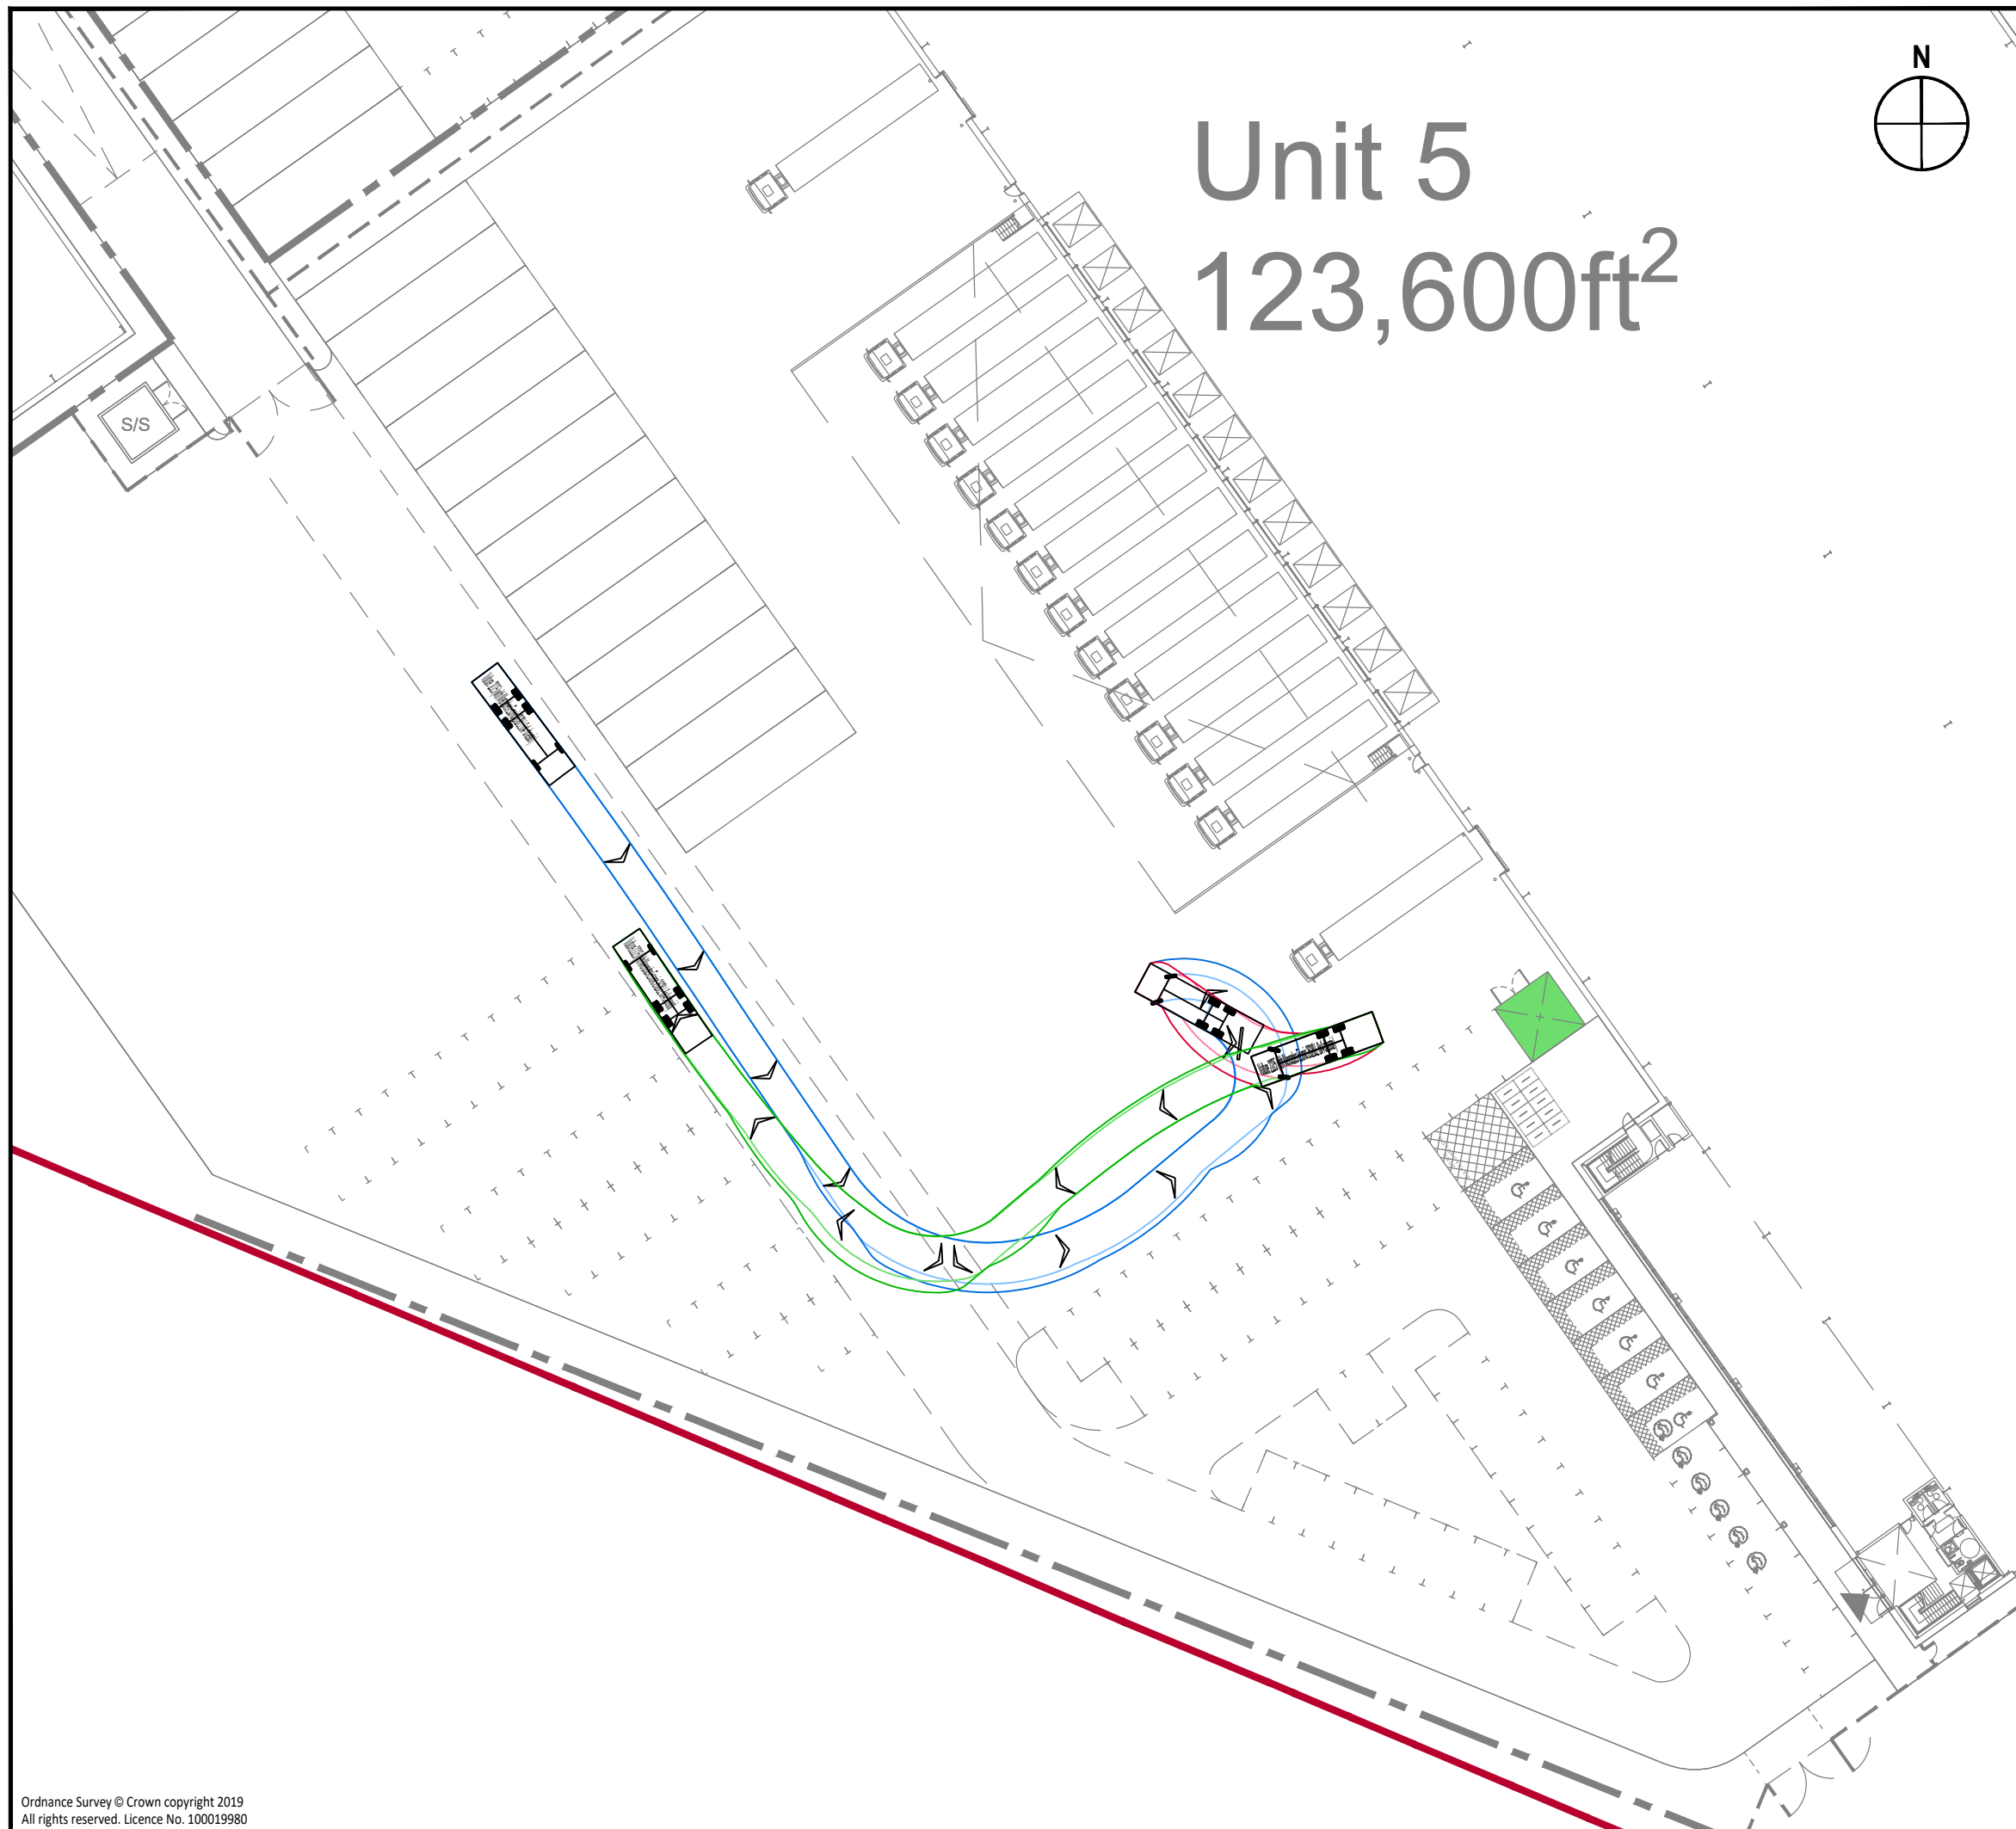 N
Unit 5
123,600ft²
S/S
Ordnance Survey © Crown copyright 2019
All rights reserved. Licence No. 100019980